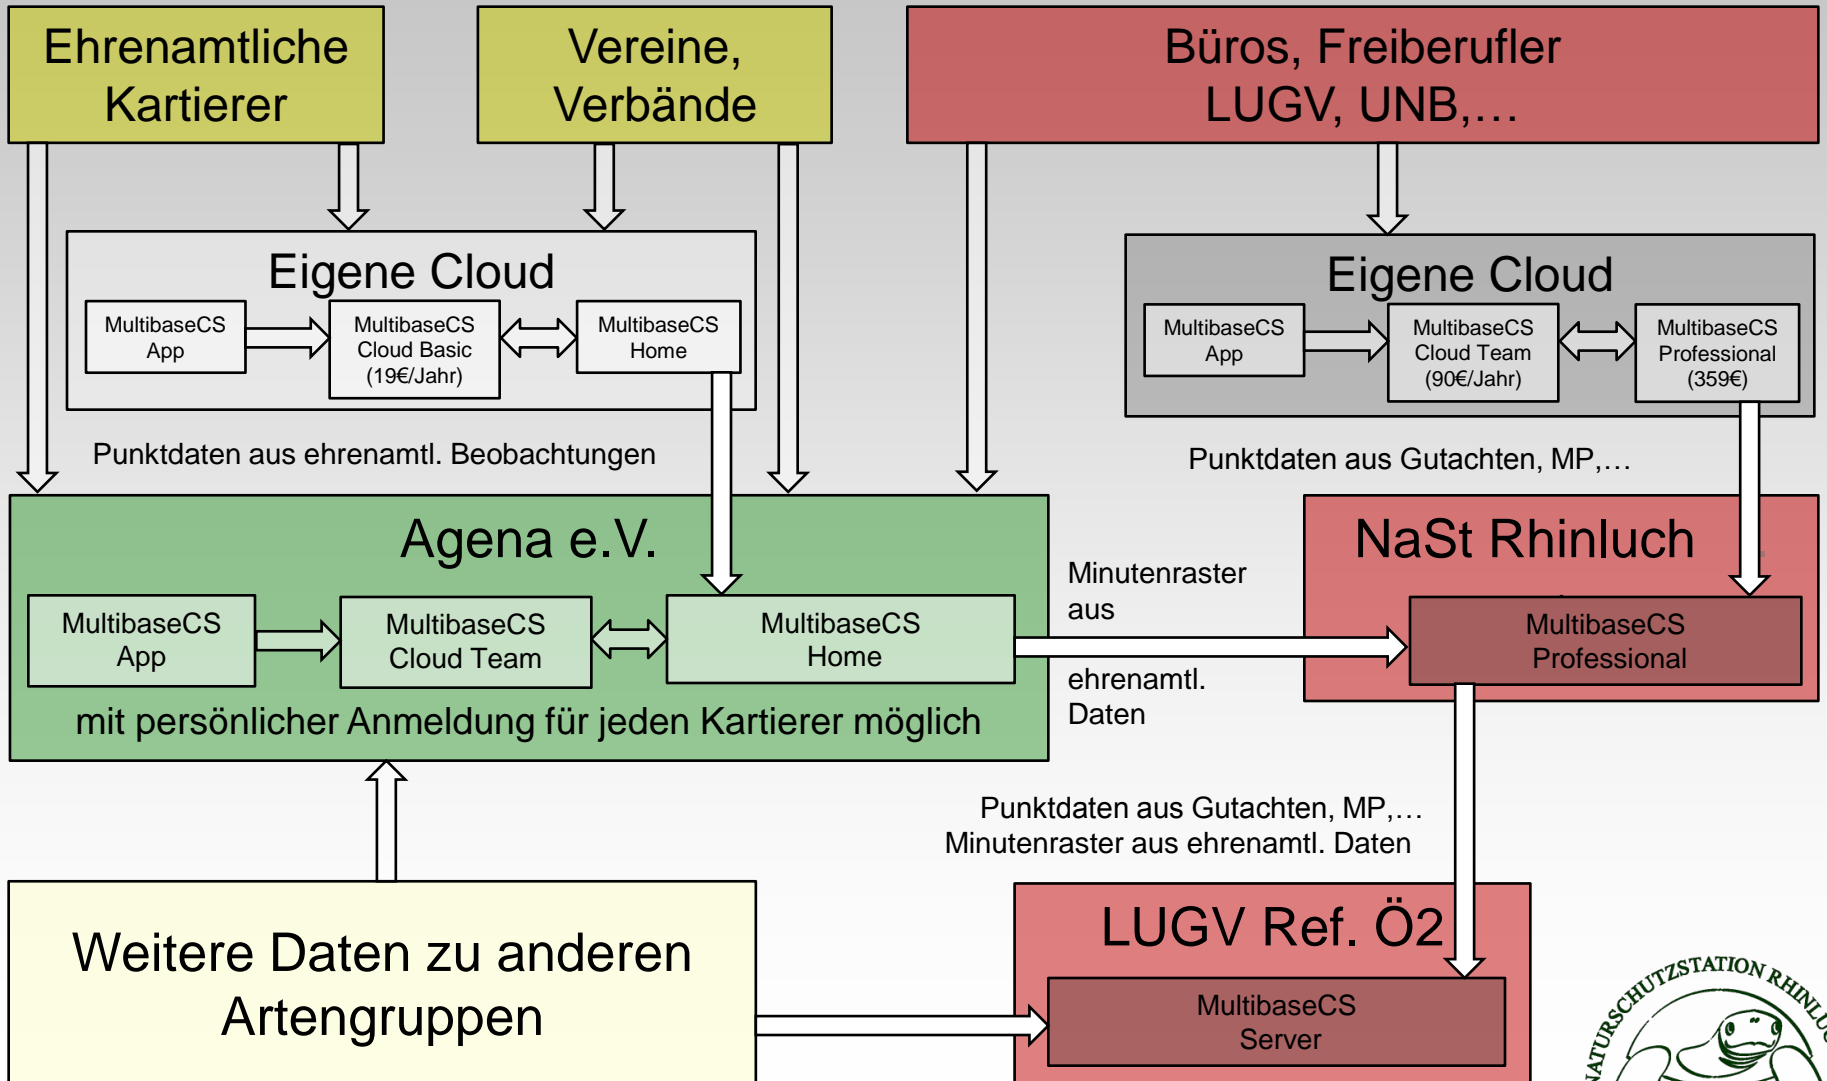 Ehrenamtliche
Kartierer
Vereine,
Verbände
Büros, Freiberufler
LUGV, UNB,…
Eigene Cloud
MultibaseCS
App
MultibaseCS
Cloud Basic
(19€/Jahr)
MultibaseCS
Home
Eigene Cloud
MultibaseCS
App
MultibaseCS
Cloud Team
(90€/Jahr)
MultibaseCS
Professional
(359€)
Punktdaten aus ehrenamtl. Beobachtungen
Punktdaten aus Gutachten, MP,…
Agena e.V.
MultibaseCS
App
MultibaseCS
Cloud Team
MultibaseCS
Home
mit persönlicher Anmeldung für jeden Kartierer möglich
Minutenraster
aus
ehrenamtl.
Daten
NaSt Rhinluch
MultibaseCS
Professional
Punktdaten aus Gutachten, MP,…
Minutenraster aus ehrenamtl. Daten
Weitere Daten zu anderen
Artengruppen
LUGV Ref. Ö2
MultibaseCS
Server
NATURSCHUTZSTATION RHINLUC